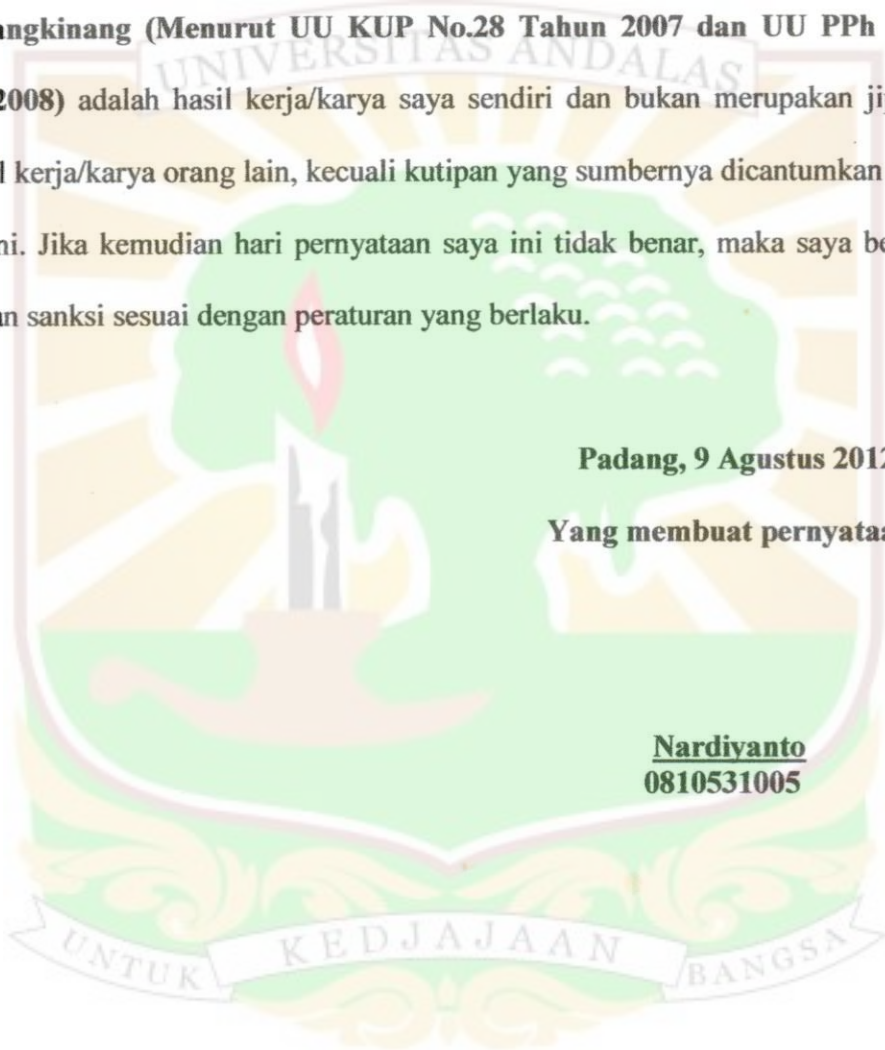 angkinang (Menurut UU KUP No.28 Tahun 2007 dan UU PPh
UNIVERSITAS ANDALAS
2008) adalah hasil kerja/karya saya sendiri dan bukan merupakan ji
l kerja/karya orang lain, kecuali kutipan yang sumbernya dicantumkan
ni. Jika kemudian hari pernyataan saya ini tidak benar, maka saya be
an sanksi sesuai dengan peraturan yang berlaku.
Padang, 9 Agustus 2012
Yang membuat pernyataa
Nardiyanto
0810531005
UNTUK KEDJAJAAN BANGSA